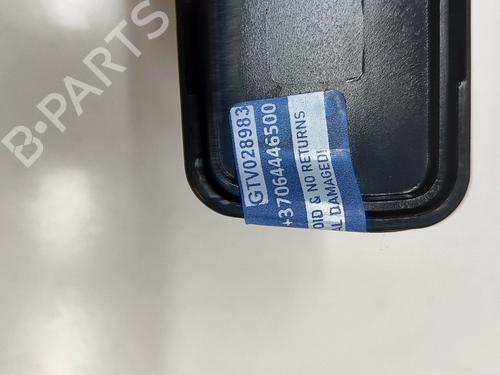 B-PARTS
GTV028983
+37064446500
OID & NO RETURNS
AL DAMAGED!